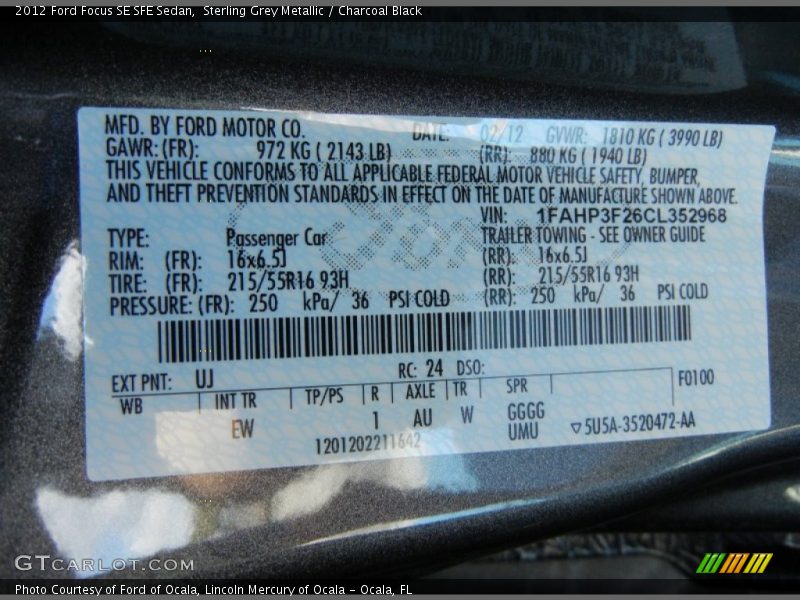 2012 Ford Focus SE SFE Sedan, Sterling Grey Metallic / Charcoal Black
MFD. BY FORD MOTOR CO. DATE: 02/12 GVWR: 1810 KG ( 3990 LB)
GAWR: (FR): 972 KG ( 2143 LB) (RR): 880 KG ( 1940 LB)
THIS VEHICLE CONFORMS TO ALL APPLICABLE FEDERAL MOTOR VEHICLE SAFETY, BUMPER,
AND THEFT PREVENTION STANDARDS IN EFFECT ON THE DATE OF MANUFACTURE SHOWN ABOVE.
VIN: 1FAHP3F26CL352968
TYPE: Passenger Car TRAILER TOWING - SEE OWNER GUIDE
RIM: (FR): 16x6.5J (RR): 16x6.5J
TIRE: (FR): 215/55R16 93H (RR): 215/55R16 93H
PRESSURE: (FR): 250 kPa/ 36 PSI COLD (RR): 250 kPa/ 36 PSI COLD
EXT PNT: UJ RC: 24 DSO:
WB INT TR TP/PS R AXLE TR SPR F0100
EW 1 AU W GGGG
UMU ▽5U5A-3520472-AA
1201202211642
GTCARLOT.COM
Photo Courtesy of Ford of Ocala, Lincoln Mercury of Ocala - Ocala, FL